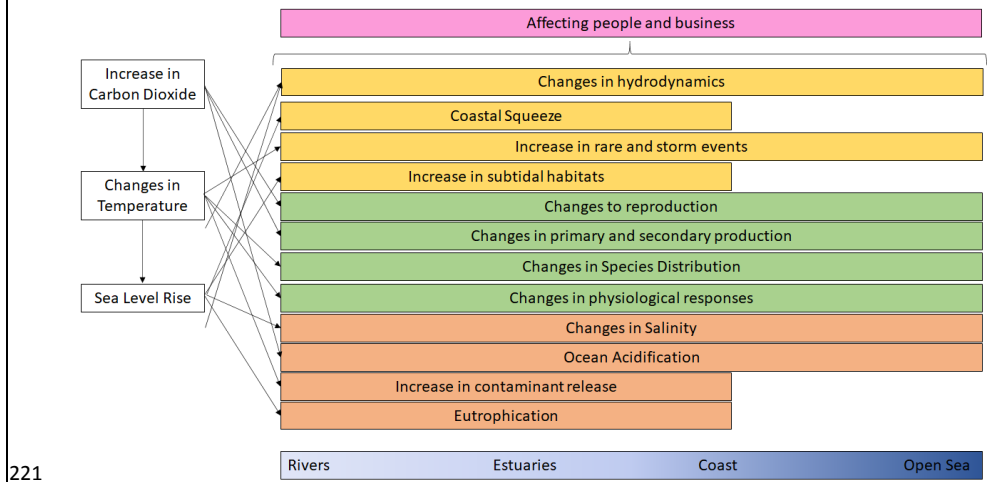 Affecting people and business
Increase in
Carbon Dioxide
Changes in
Temperature
Sea Level Rise
Changes in hydrodynamics
Coastal Squeeze
Increase in rare and storm events
Increase in subtidal habitats
Changes to reproduction
Changes in primary and secondary production
Changes in Species Distribution
Changes in physiological responses
Changes in Salinity
Ocean Acidification
Increase in contaminant release
Eutrophication
Rivers Estuaries Coast Open Sea
221